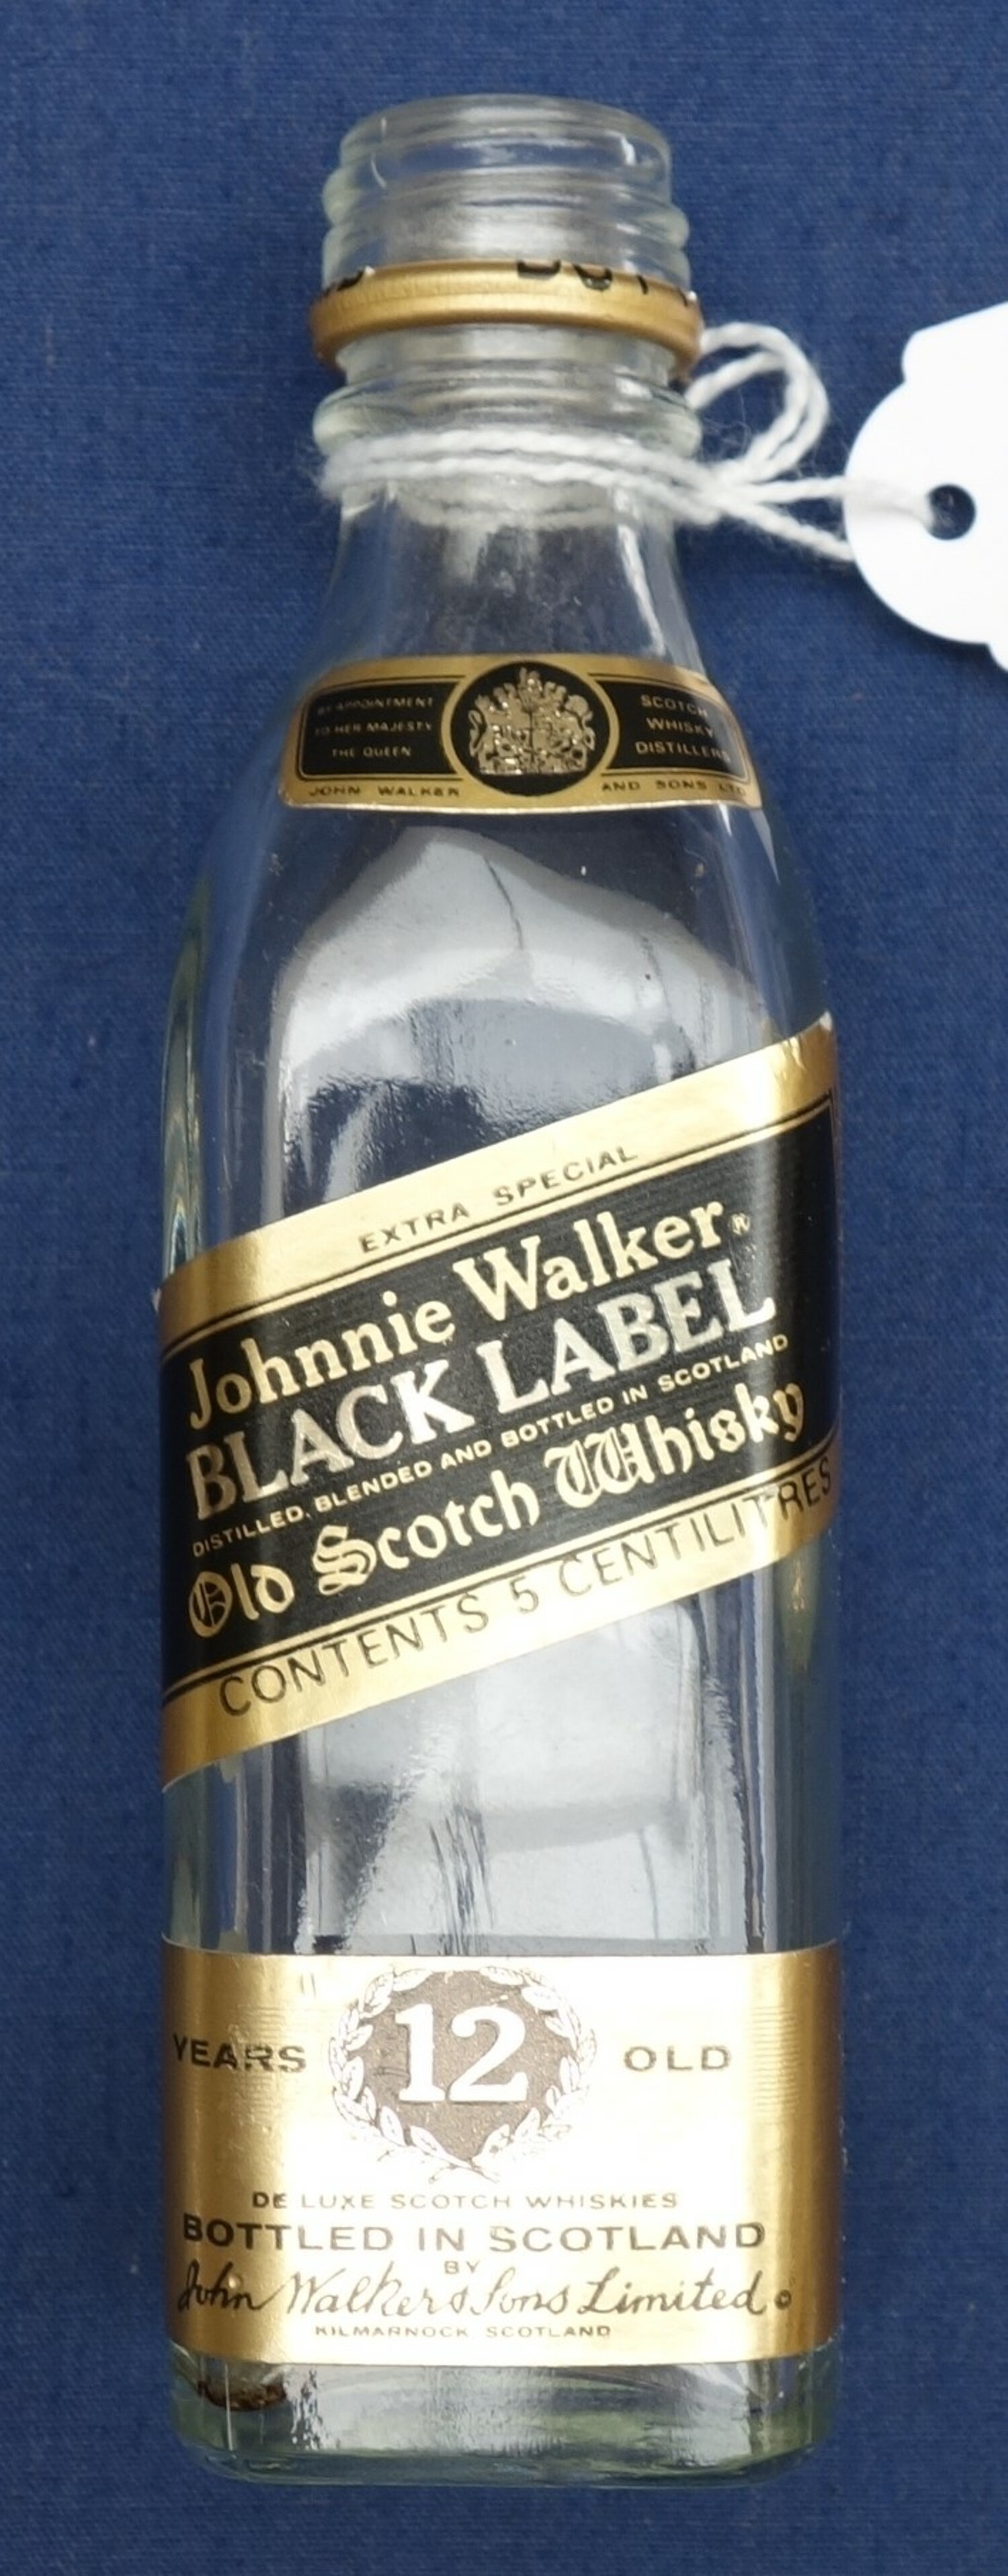 BY APPOINTMENT
TO HER MAJESTY
THE QUEEN
SCOTCH
WHISKY
DISTILLERS
JOHN WALKER AND SONS LTD
EXTRA SPECIAL
Johnnie Walker®
BLACK LABEL
DISTILLED, BLENDED AND BOTTLED IN SCOTLAND
Old Scotch Whisky
CONTENTS 5 CENTILITRES
YEARS 12 OLD
DE LUXE SCOTCH WHISKIES
BOTTLED IN SCOTLAND
BY
John Walker & Sons Limited
KILMARNOCK SCOTLAND